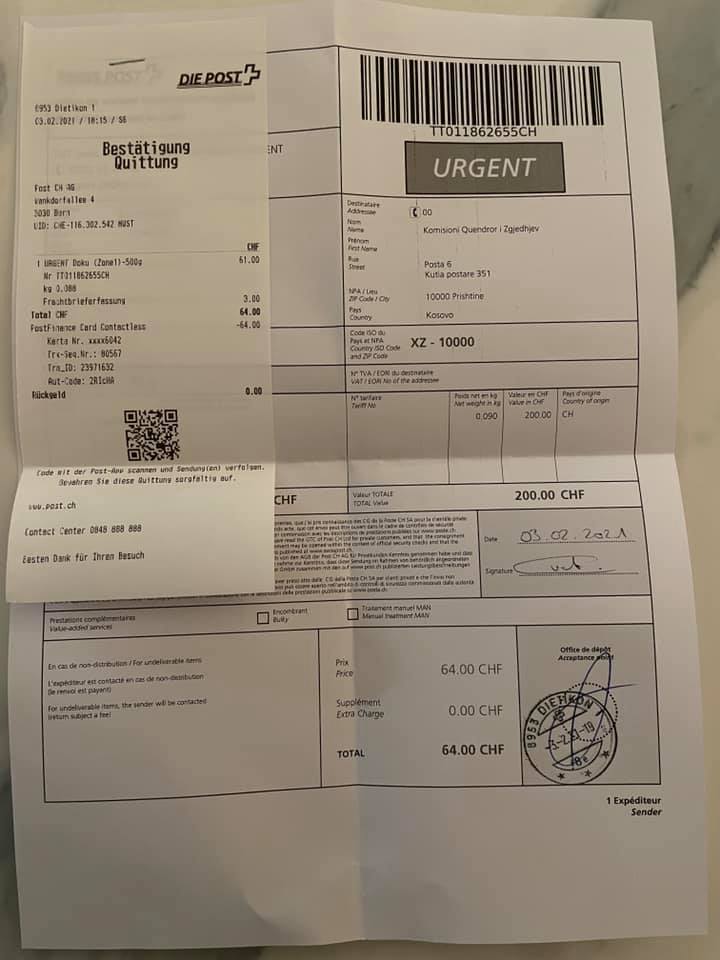 DIE POST
8953 Dietikon 1
03.02.2021 / 18:15 / S6
Bestätigung
Quittung
Post CH AG
Wankdorfallee 4
3030 Bern
UID: CHE-116.302.542 MWST
CHF
1 URGENT Doku (Zone1)-500g 61.00
Nr TT011862655CH
kg 0.088
Frachtbrieferfassung 3.00
Total CHF 64.00
PostFinance Card Contactless -64.00
Karte Nr. xxxx6042
Trx-Seq.Nr.: 80567
Trm_ID: 23971632
Aut-Code: 2RICHA
Rückgeld 0.00
Code mit der Post-App scannen und Sendung(en) verfolgen.
Bewahren Sie diese Quittung sorgfältig auf.
www.post.ch
Contact Center 0848 888 888
Besten Dank für Ihren Besuch
ENT
TT011862655CH
URGENT
Destinataire
Addressee
00
Nom
Name
Komisioni Quendror i Zgjedhjev
Prénom
First Name
Rue
Street
Posta 6
Kutia postare 351
NPA / Lieu
ZIP Code / City
10000 Prishtine
Pays
Country
Kosovo
Code ISO du
Pays et NPA
Country ISO Code
and ZIP Code
XZ - 10000
N° TVA / EORI du destinataire
VAT / EORI No of the addressee
N° tarifaire
Tariff No
Poids net en kg
Net weight in kg
0.090
Valeur en CHF
Value in CHF
200.00
Pays d'origine
Country of origin
CH
CHF
Valeur TOTALE
TOTAL Value
200.00 CHF
Date 03.02.2021
Signature
Prestations complémentaires
Value-added services
Encombrant
Bulky
Traitement manuel MAN
Manual treatment MAN
En cas de non-distribution / For undeliverable items
L'expéditeur est contacté en cas de non-distribution
(le renvoi est payant)
For undeliverable items, the sender will be contacted
(return subject a fee)
Prix
Price
64.00 CHF
Supplément
Extra Charge
0.00 CHF
TOTAL
64.00 CHF
Office de dépôt
Acceptance point
8953 DIETIKON
-3.-2.21-19
1 Expéditeur
Sender